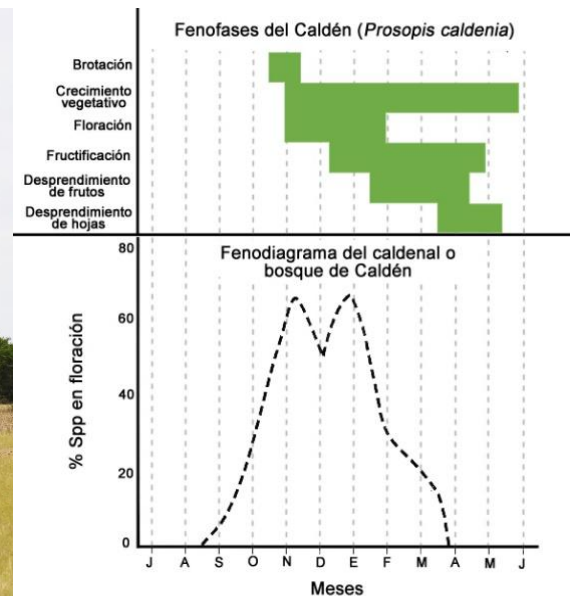 Fenofases del Caldén (Prosopis caldenia)
Brotación
Crecimiento
vegetativo
Floración
Fructificación
Desprendimiento
de frutos
Desprendimiento
de hojas
Fenodiagrama del caldenal o
bosque de Caldén
80
60
40
20
0
% Spp en floración
J A S O N D E F M A M J
Meses